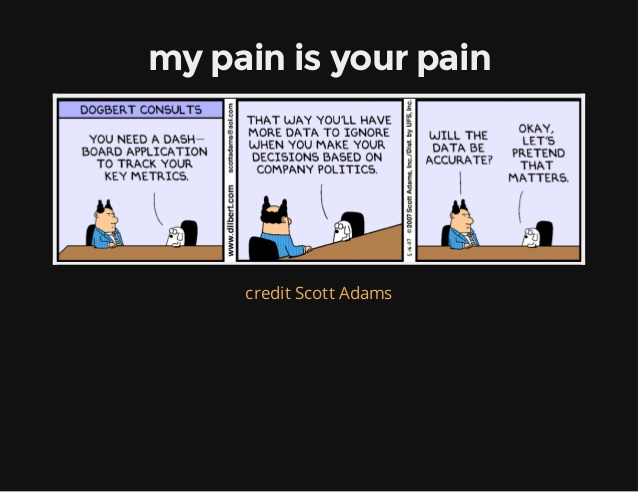 my pain is your pain
DOGBERT CONSULTS
YOU NEED A DASH-
BOARD APPLICATION
TO TRACK YOUR
KEY METRICS.
www.dilbert.com scottadams@aol.com
THAT WAY YOU'LL HAVE
MORE DATA TO IGNORE
WHEN YOU MAKE YOUR
DECISIONS BASED ON
COMPANY POLITICS.
5-16-07 ©2007 Scott Adams, Inc./Dist. by UFS, Inc.
WILL THE
DATA BE
ACCURATE?
OKAY,
LET'S
PRETEND
THAT
MATTERS.
credit Scott Adams